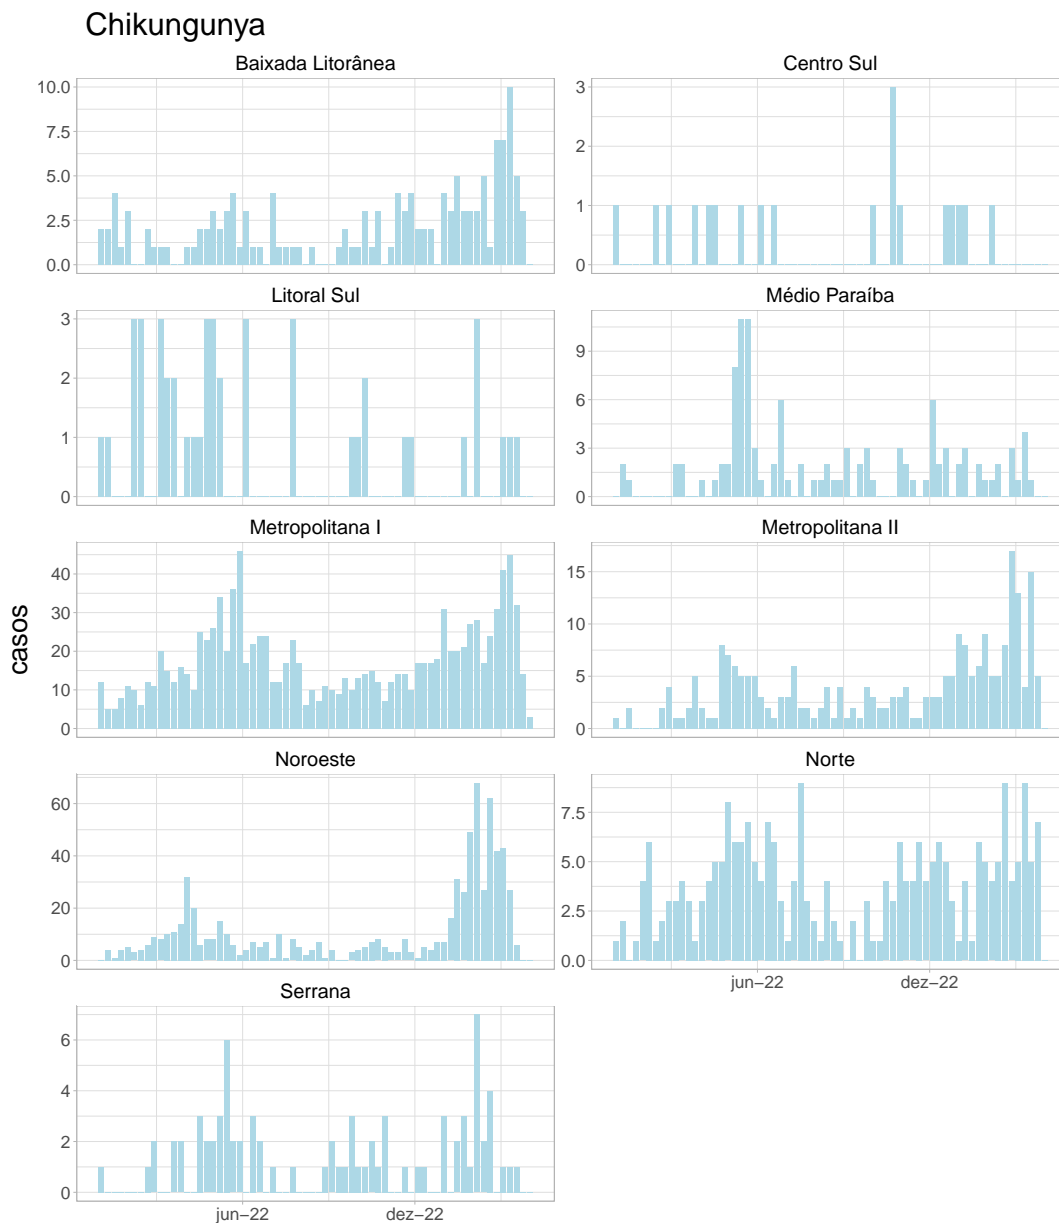 Chikungunya
Baixada Litorânea
Centro Sul
10.0
7.5
5.0
2.5
0.0
3
2
1
0
Litoral Sul
Médio Paraíba
3
2
1
0
9
6
3
0
Metropolitana I
Metropolitana II
casos
40
30
20
10
0
15
10
5
0
Noroeste
Norte
60
40
20
0
7.5
5.0
2.5
0.0
jun−22
dez−22
Serrana
6
4
2
0
jun−22
dez−22